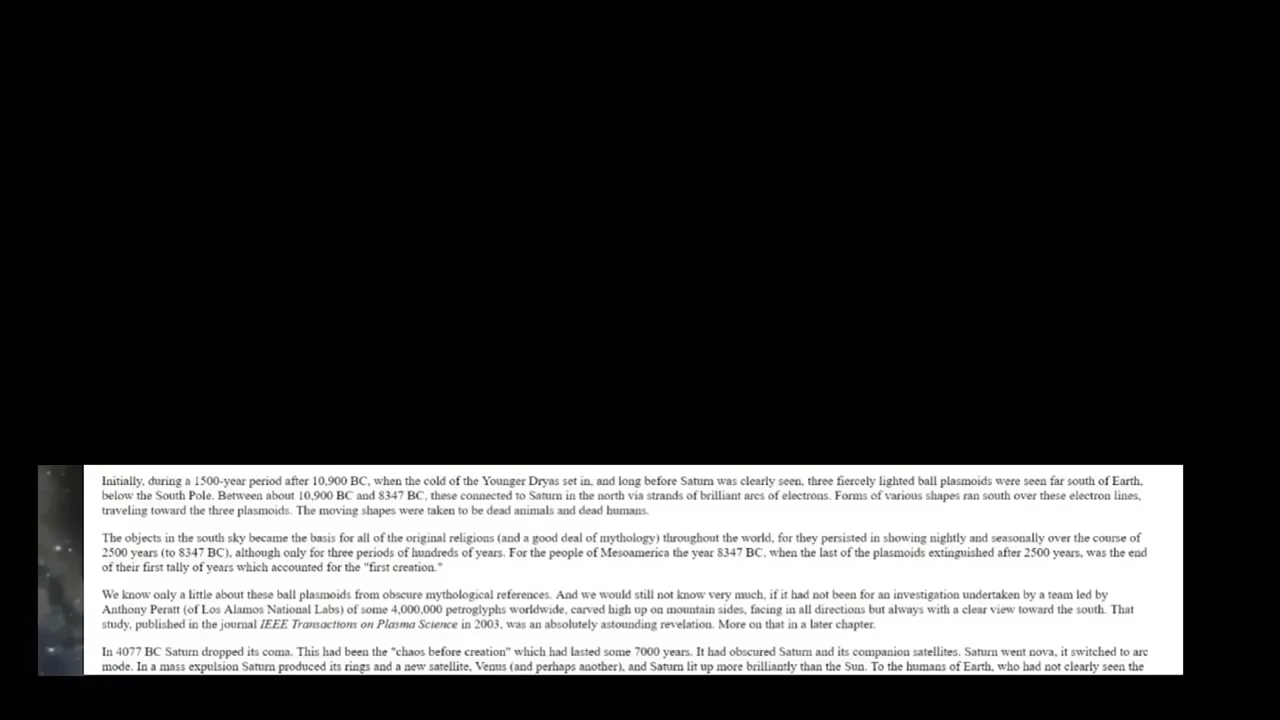 Initially, during a 1500-year period after 10,900 BC, when the cold of the Younger Dryas set in, and long before Saturn was clearly seen, three fiercely lighted ball plasmoids were seen far south of Earth,
below the South Pole. Between about 10,900 BC and 8347 BC, these connected to Saturn in the north via strands of brilliant arcs of electrons. Forms of various shapes ran south over these electron lines,
traveling toward the three plasmoids. The moving shapes were taken to be dead animals and dead humans.
The objects in the south sky became the basis for all of the original religions (and a good deal of mythology) throughout the world, for they persisted in showing nightly and seasonally over the course of
2500 years (to 8347 BC), although only for three periods of hundreds of years. For the people of Mesoamerica the year 8347 BC, when the last of the plasmoids extinguished after 2500 years, was the end
of their first tally of years which accounted for the "first creation."
We know only a little about these ball plasmoids from obscure mythological references. And we would still not know very much, if it had not been for an investigation undertaken by a team led by
Anthony Peratt (of Los Alamos National Labs) of some 4,000,000 petroglyphs worldwide, carved high up on mountain sides, facing in all directions but always with a clear view toward the south. That
study, published in the journal IEEE Transactions on Plasma Science in 2003, was an absolutely astounding revelation. More on that in a later chapter.
In 4077 BC Saturn dropped its coma. This had been the "chaos before creation" which had lasted some 7000 years. It had obscured Saturn and its companion satellites. Saturn went nova, it switched to arc
mode. In a mass expulsion Saturn produced its rings and a new satellite, Venus (and perhaps another), and Saturn lit up more brilliantly than the Sun. To the humans of Earth, who had not clearly seen the